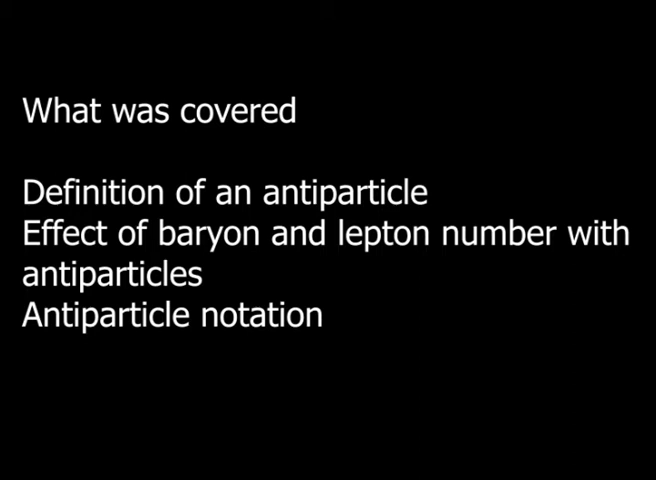 What was covered
Definition of an antiparticle
Effect of baryon and lepton number with
antiparticles
Antiparticle notation